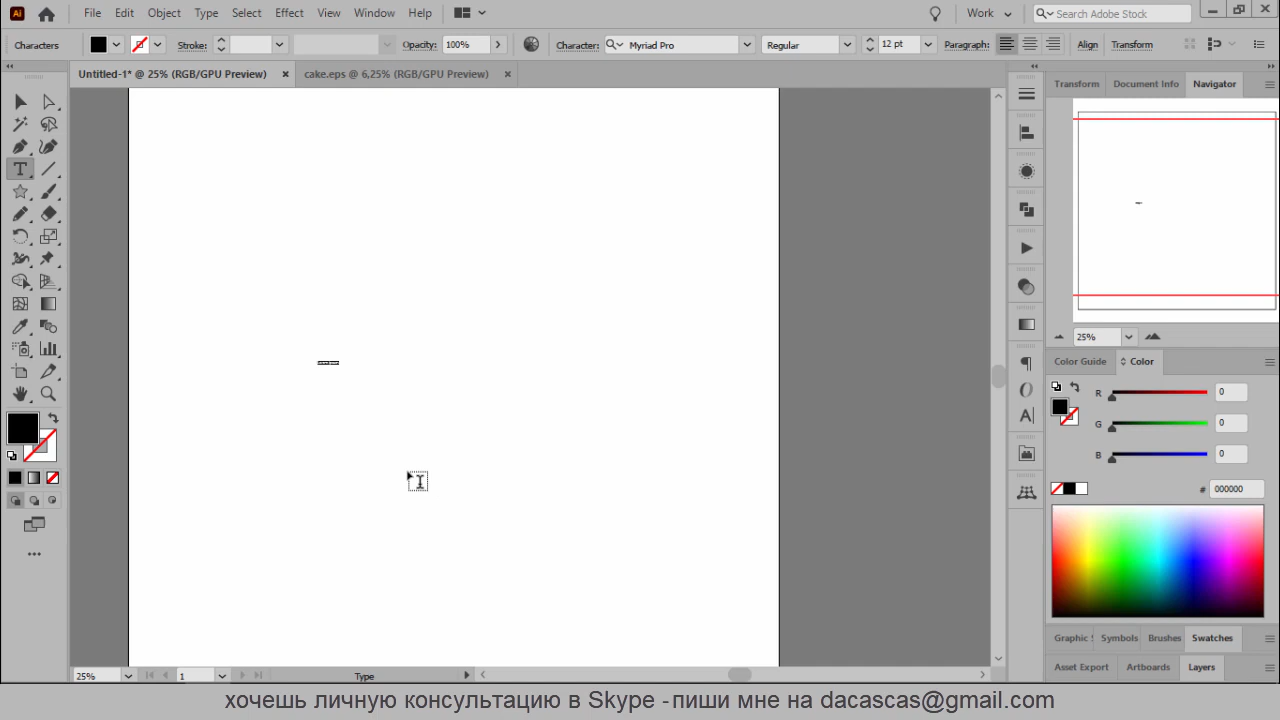 Ai File Edit Object Type Select Effect View Window Help Work Search Adobe Stock
Characters Stroke: Opacity: 100% Character: Myriad Pro Regular 12 pt Paragraph: Align Transform
Untitled-1* @ 25% (RGB/GPU Preview) × cake.eps @ 6,25% (RGB/GPU Preview) ×
Transform Document Info Navigator
25%
Color Guide Color
R 0
G 0
B 0
# 000000
Graphic Symbols Brushes Swatches
Asset Export Artboards Layers
25% 1 Type
хочешь личную консультацию в Skype -пиши мне на dacascas@gmail.com